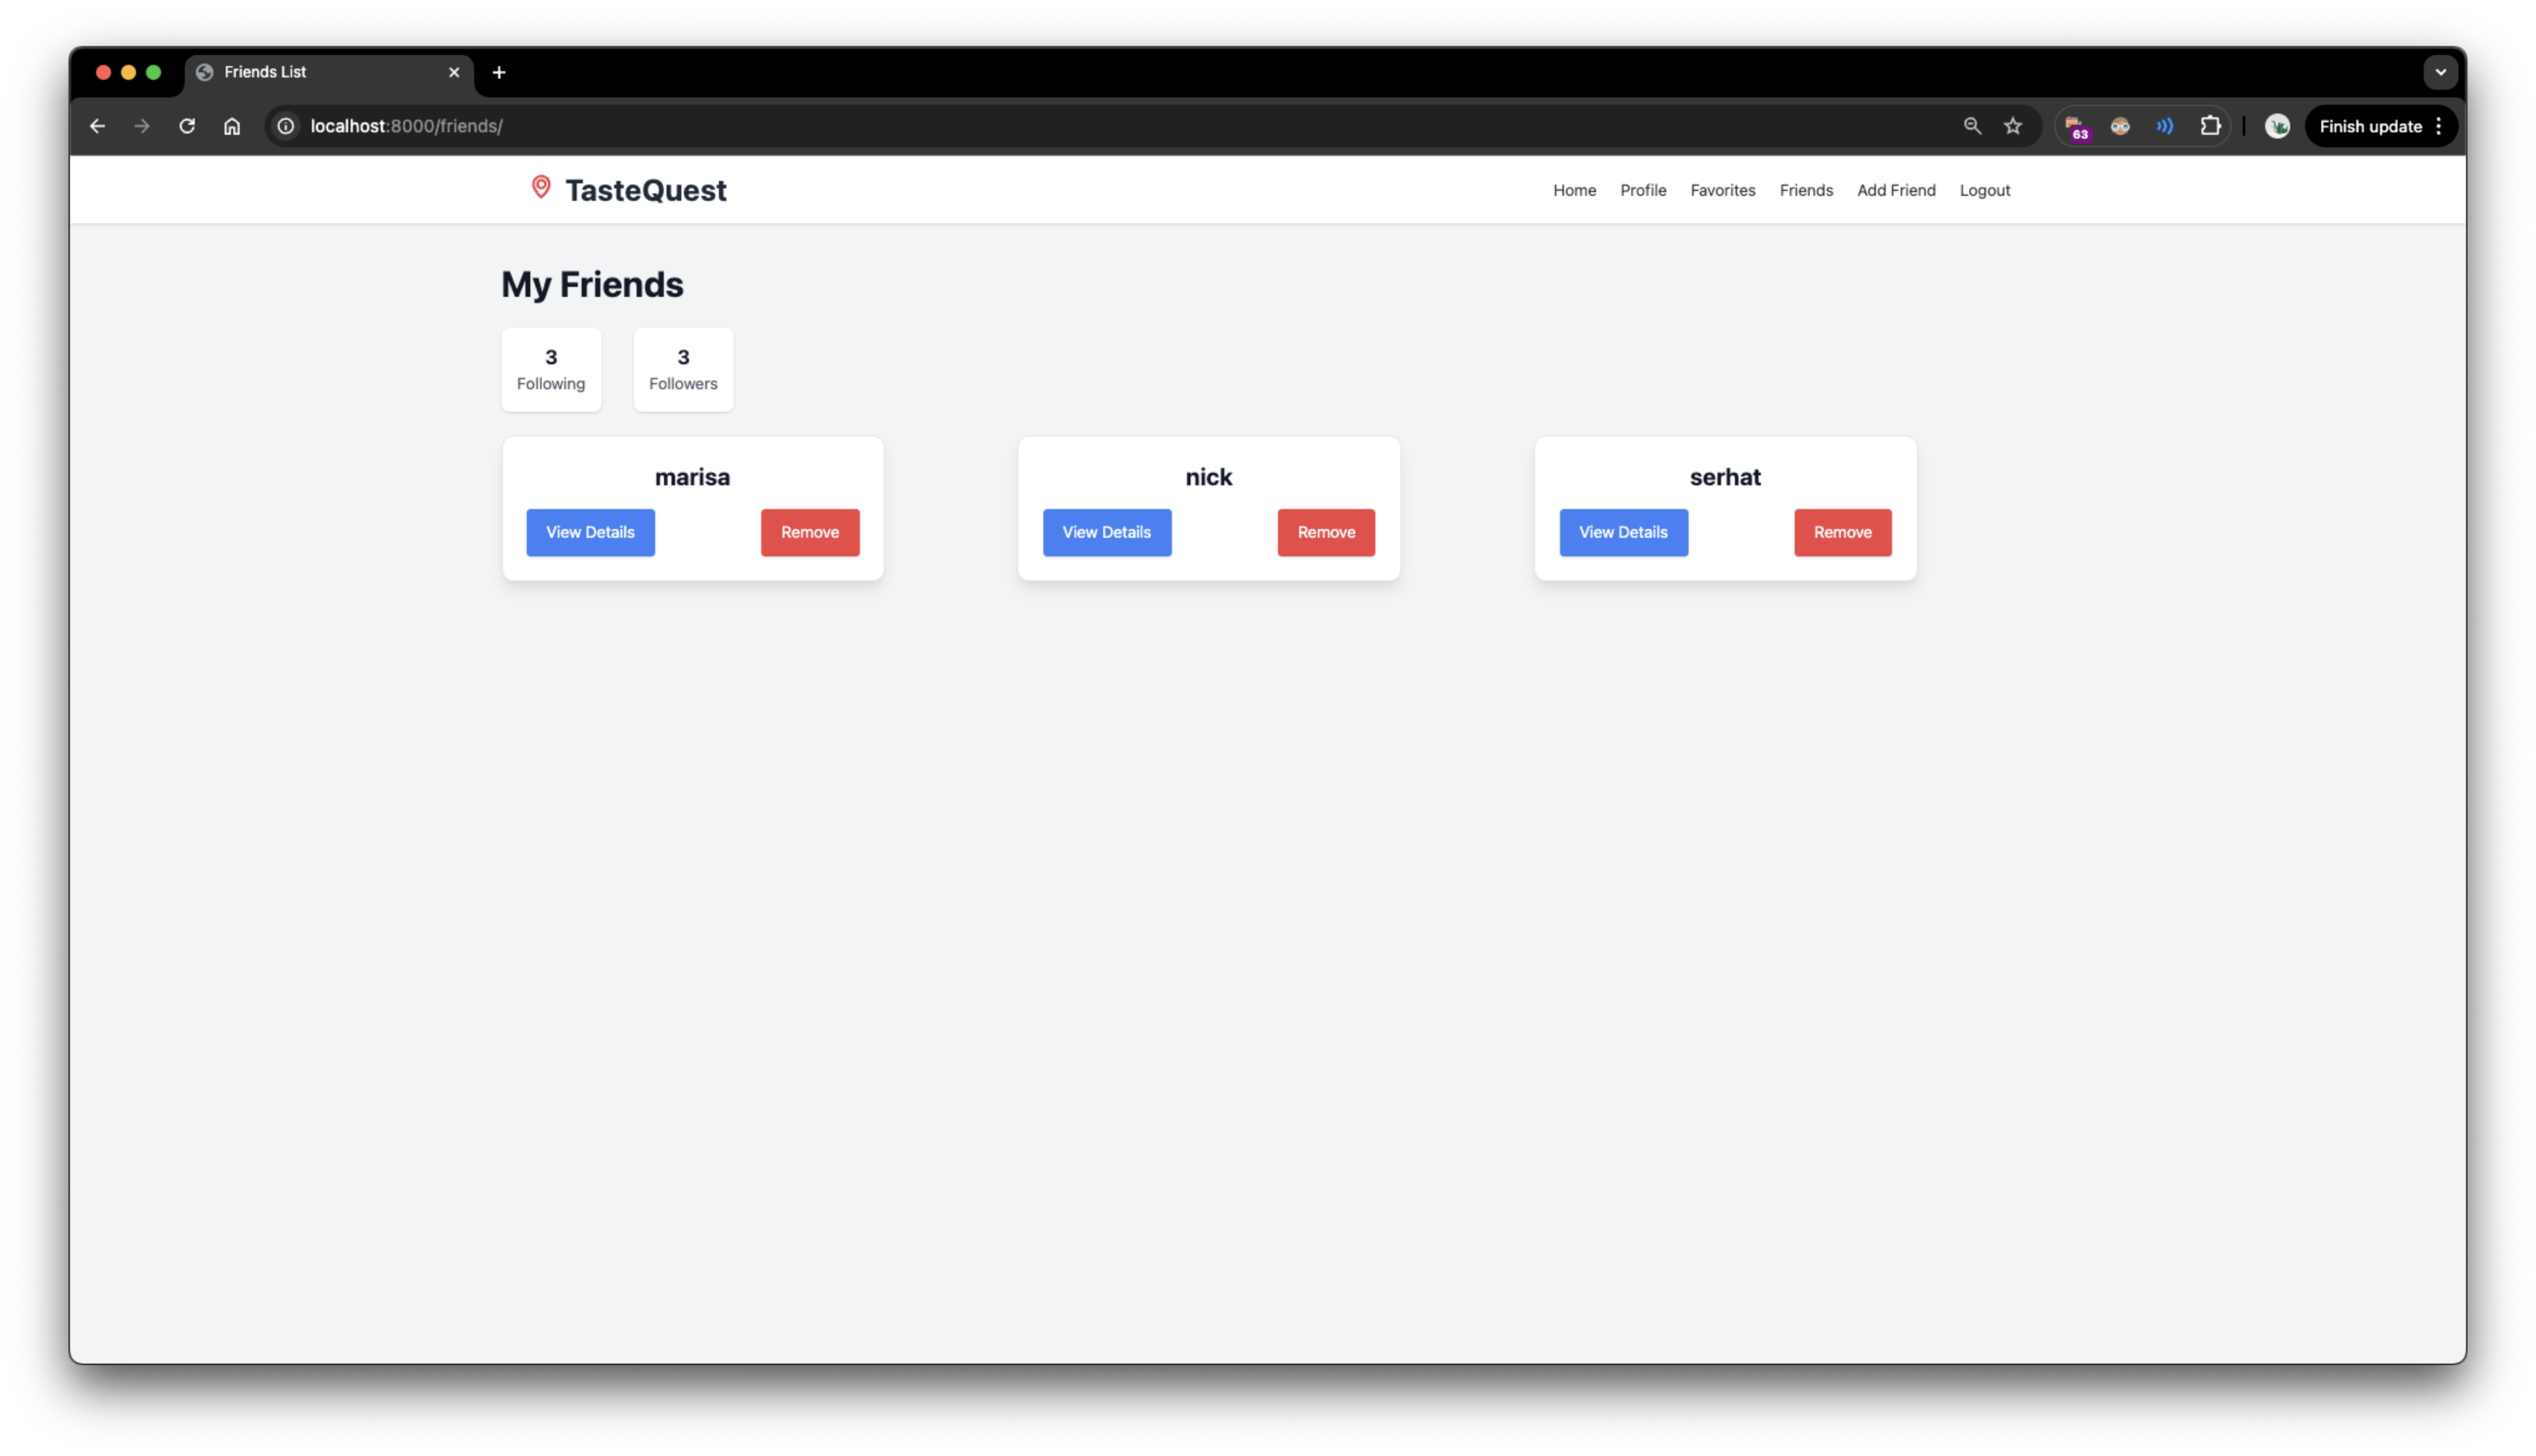 Friends List
localhost:8000/friends/
63
Finish update
TasteQuest
Home Profile Favorites Friends Add Friend Logout
My Friends
3 3
Following Followers
marisa nick serhat
View Details Remove View Details Remove View Details Remove